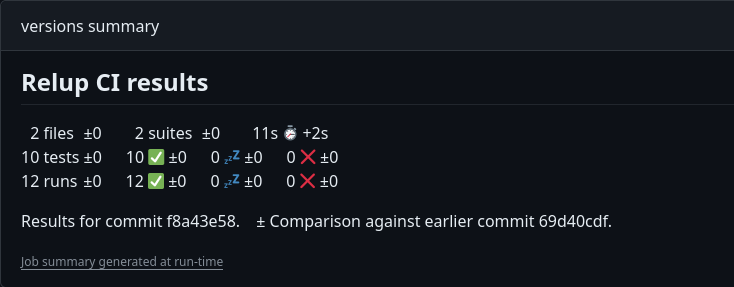 versions summary
Relup CI results
2 files ±0 2 suites ±0 11s ⏱️ +2s
10 tests ±0 10 ✅ ±0 0 💤 ±0 0 ❌ ±0
12 runs ±0 12 ✅ ±0 0 💤 ±0 0 ❌ ±0
Results for commit f8a43e58. ± Comparison against earlier commit 69d40cdf.
Job summary generated at run-time